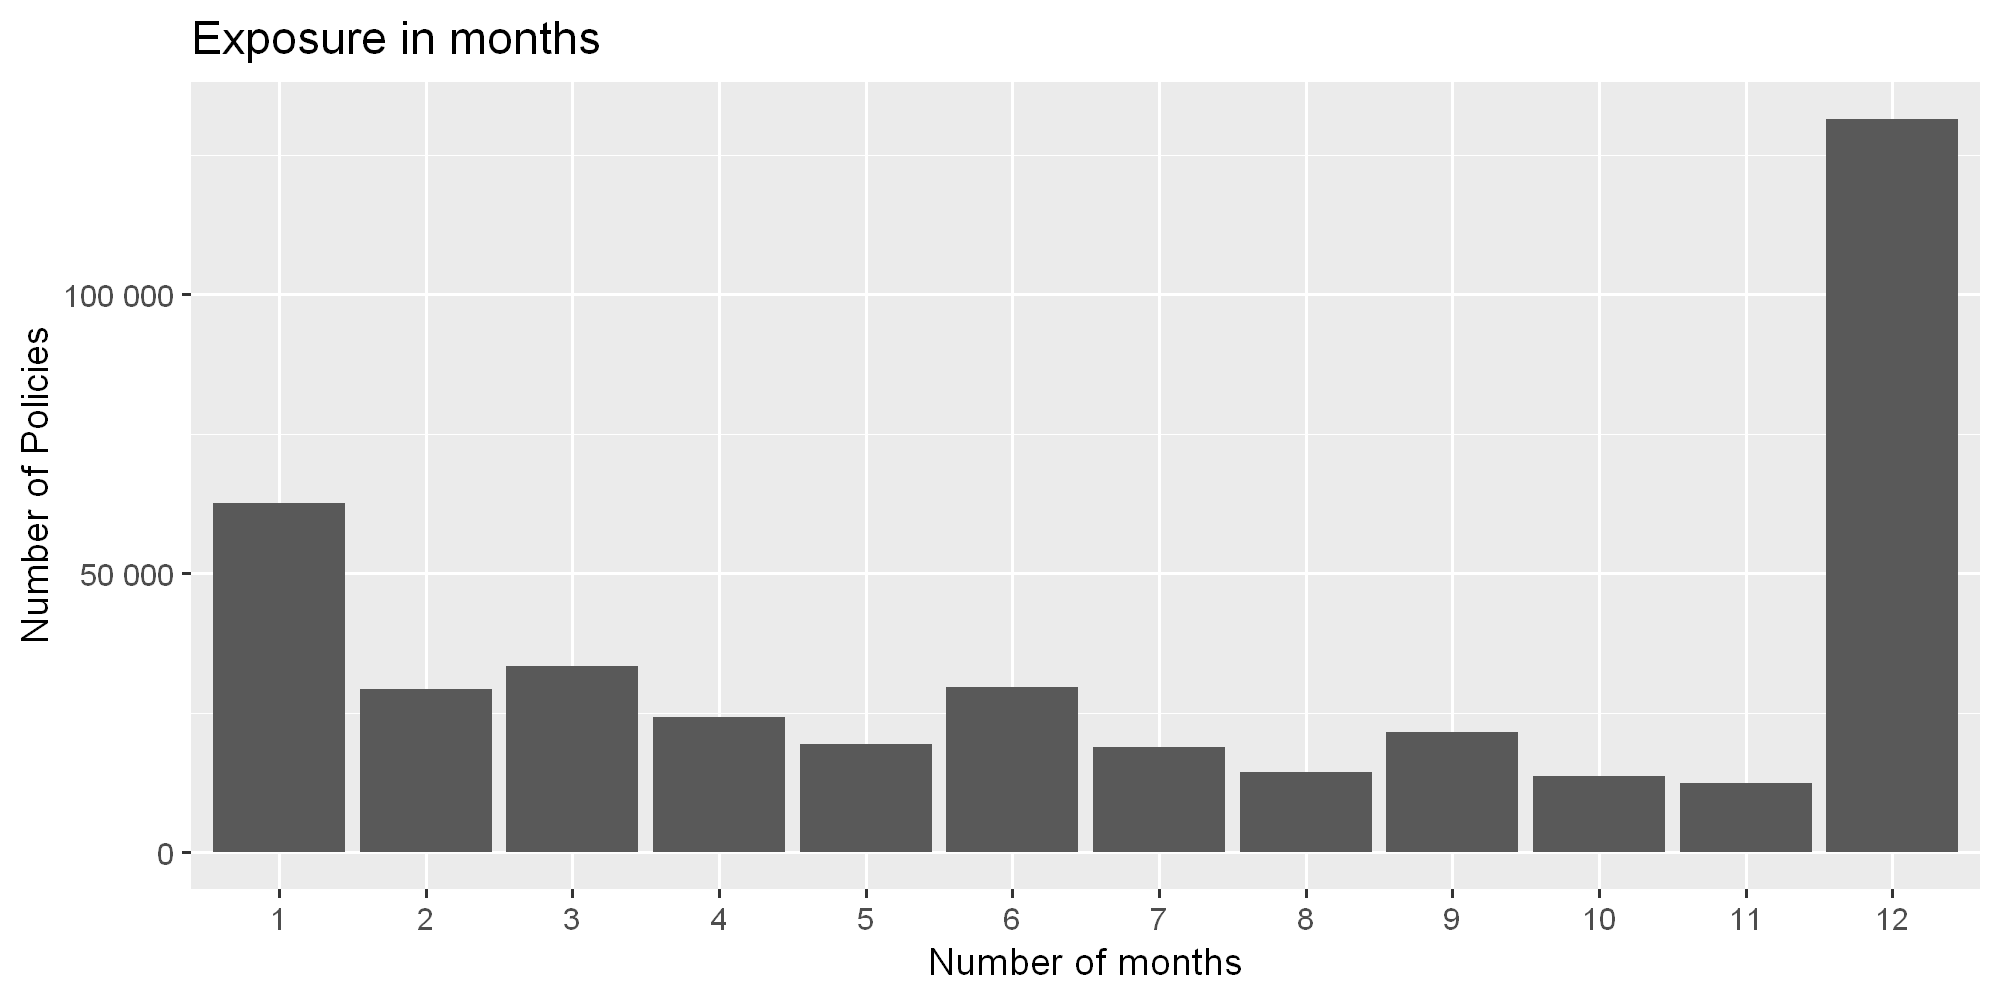 Exposure in months
Number of Policies
100 000
50 000
0
1 2 3 4 5 6 7 8 9 10 11 12
Number of months